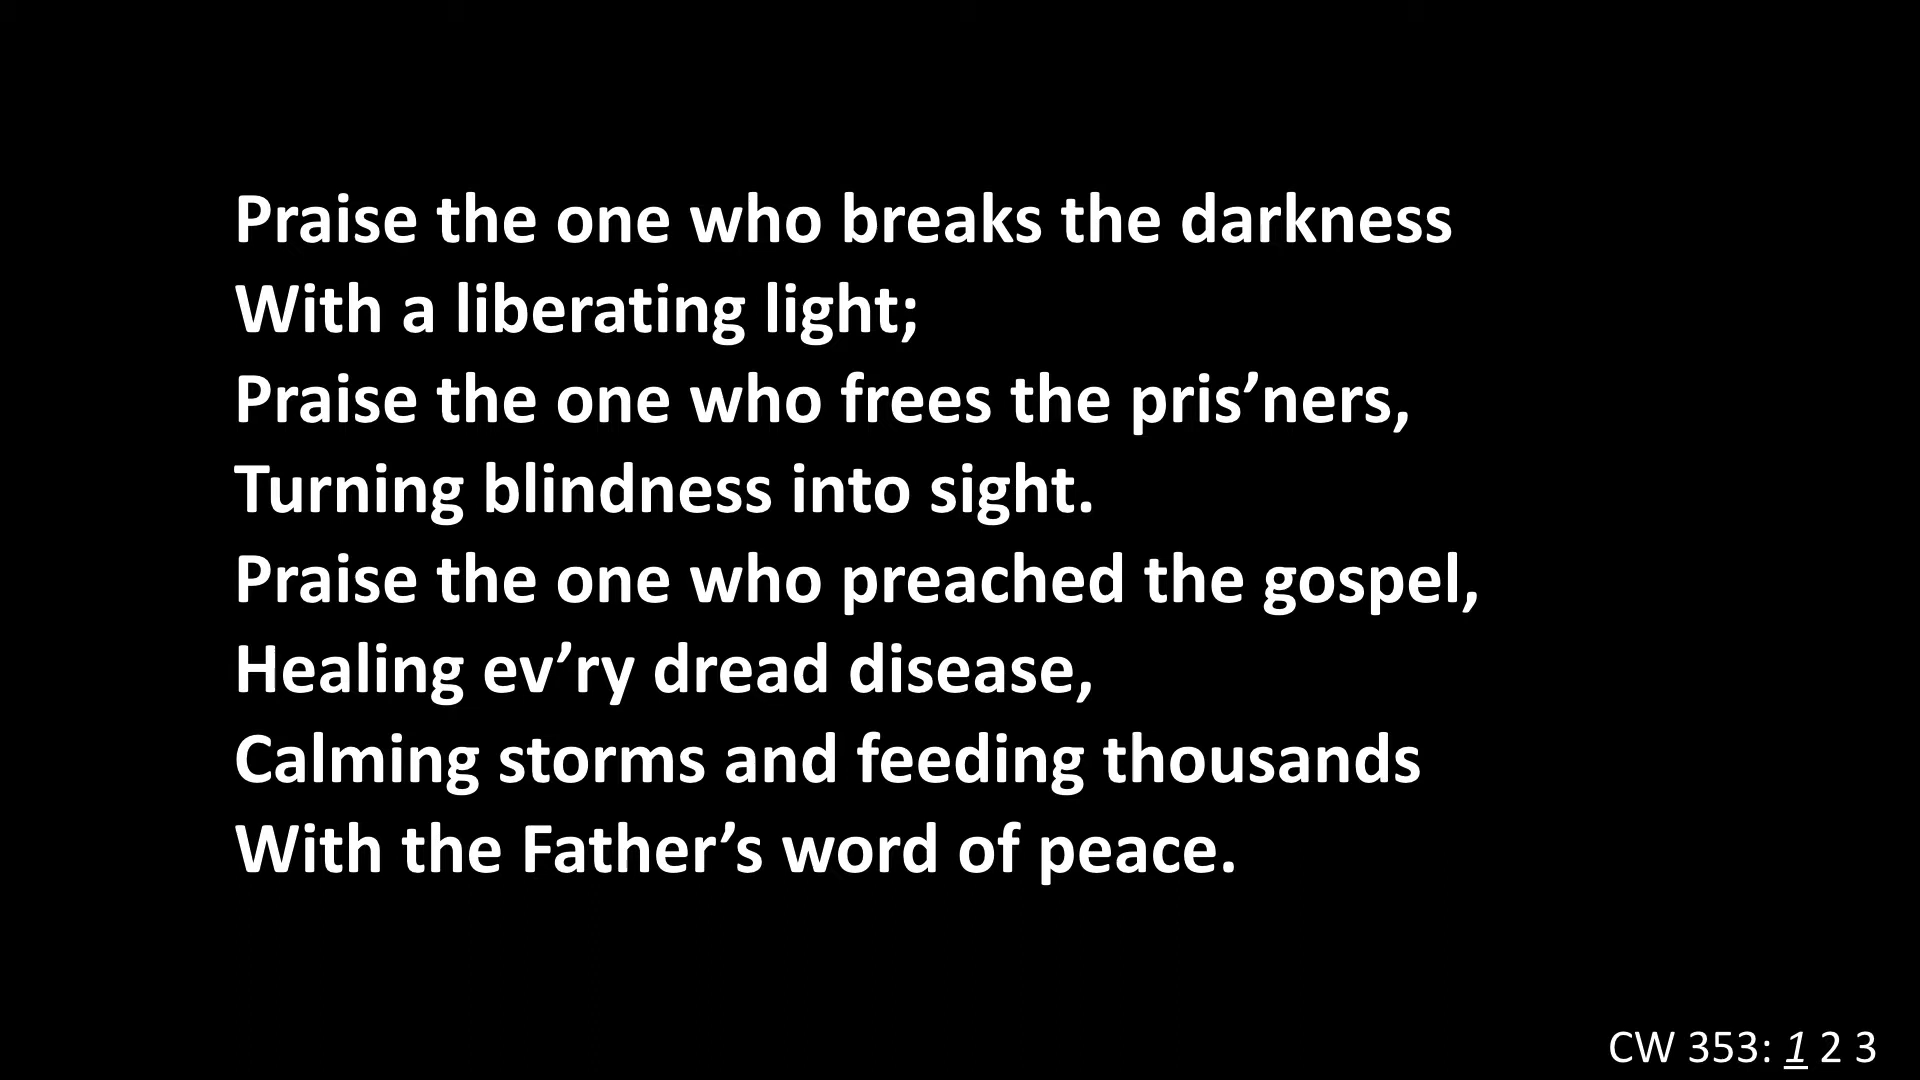 Praise the one who breaks the darkness
With a liberating light;
Praise the one who frees the pris’ners,
Turning blindness into sight.
Praise the one who preached the gospel,
Healing ev’ry dread disease,
Calming storms and feeding thousands
With the Father’s word of peace.
CW 353: 1 2 3